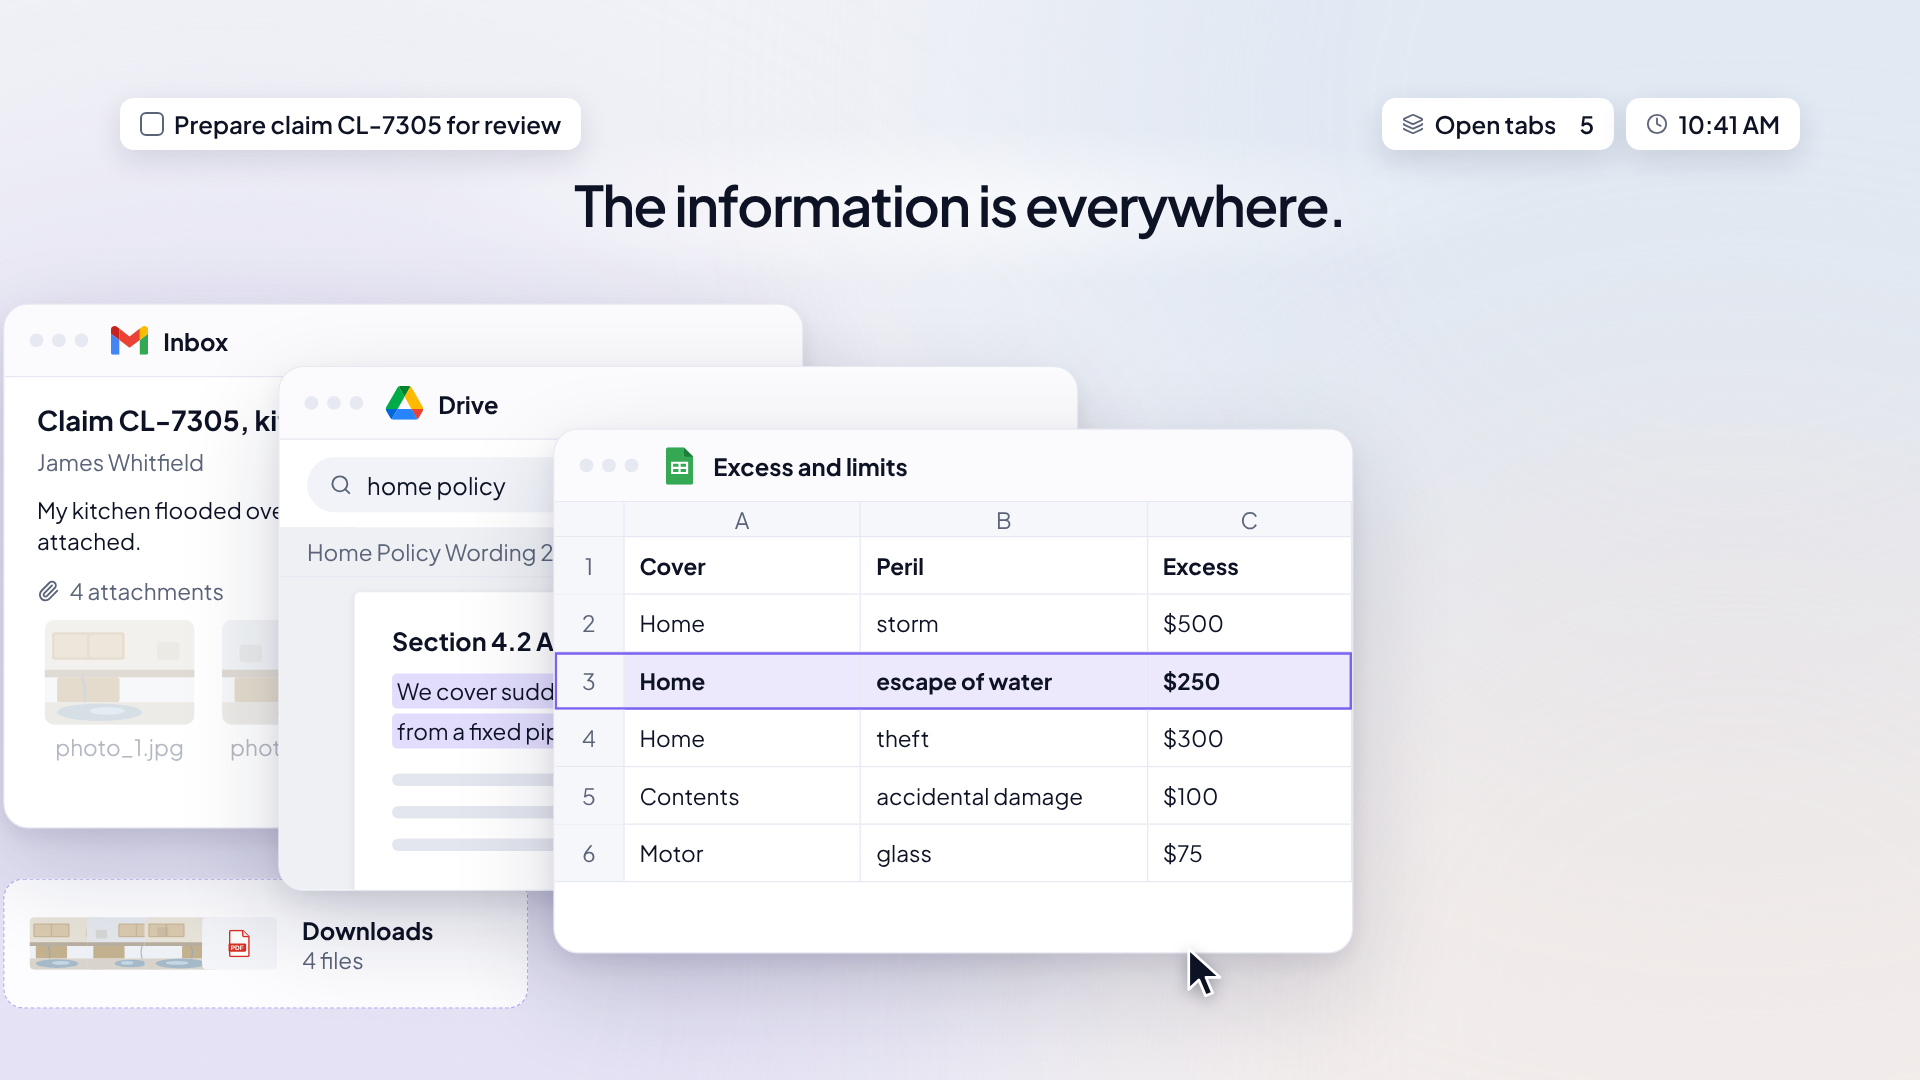 Prepare claim CL-7305 for review
Open tabs 5
10:41 AM
The information is everywhere.
Inbox
Claim CL-7305, ki
James Whitfield
My kitchen flooded ove
attached.
4 attachments
photo_1.jpg
phot
Drive
home policy
Home Policy Wording 2
Section 4.2 A
We cover sudd
from a fixed pip
Excess and limits
A B C
1 Cover Peril Excess
2 Home storm $500
3 Home escape of water $250
4 Home theft $300
5 Contents accidental damage $100
6 Motor glass $75
PDF
Downloads
4 files